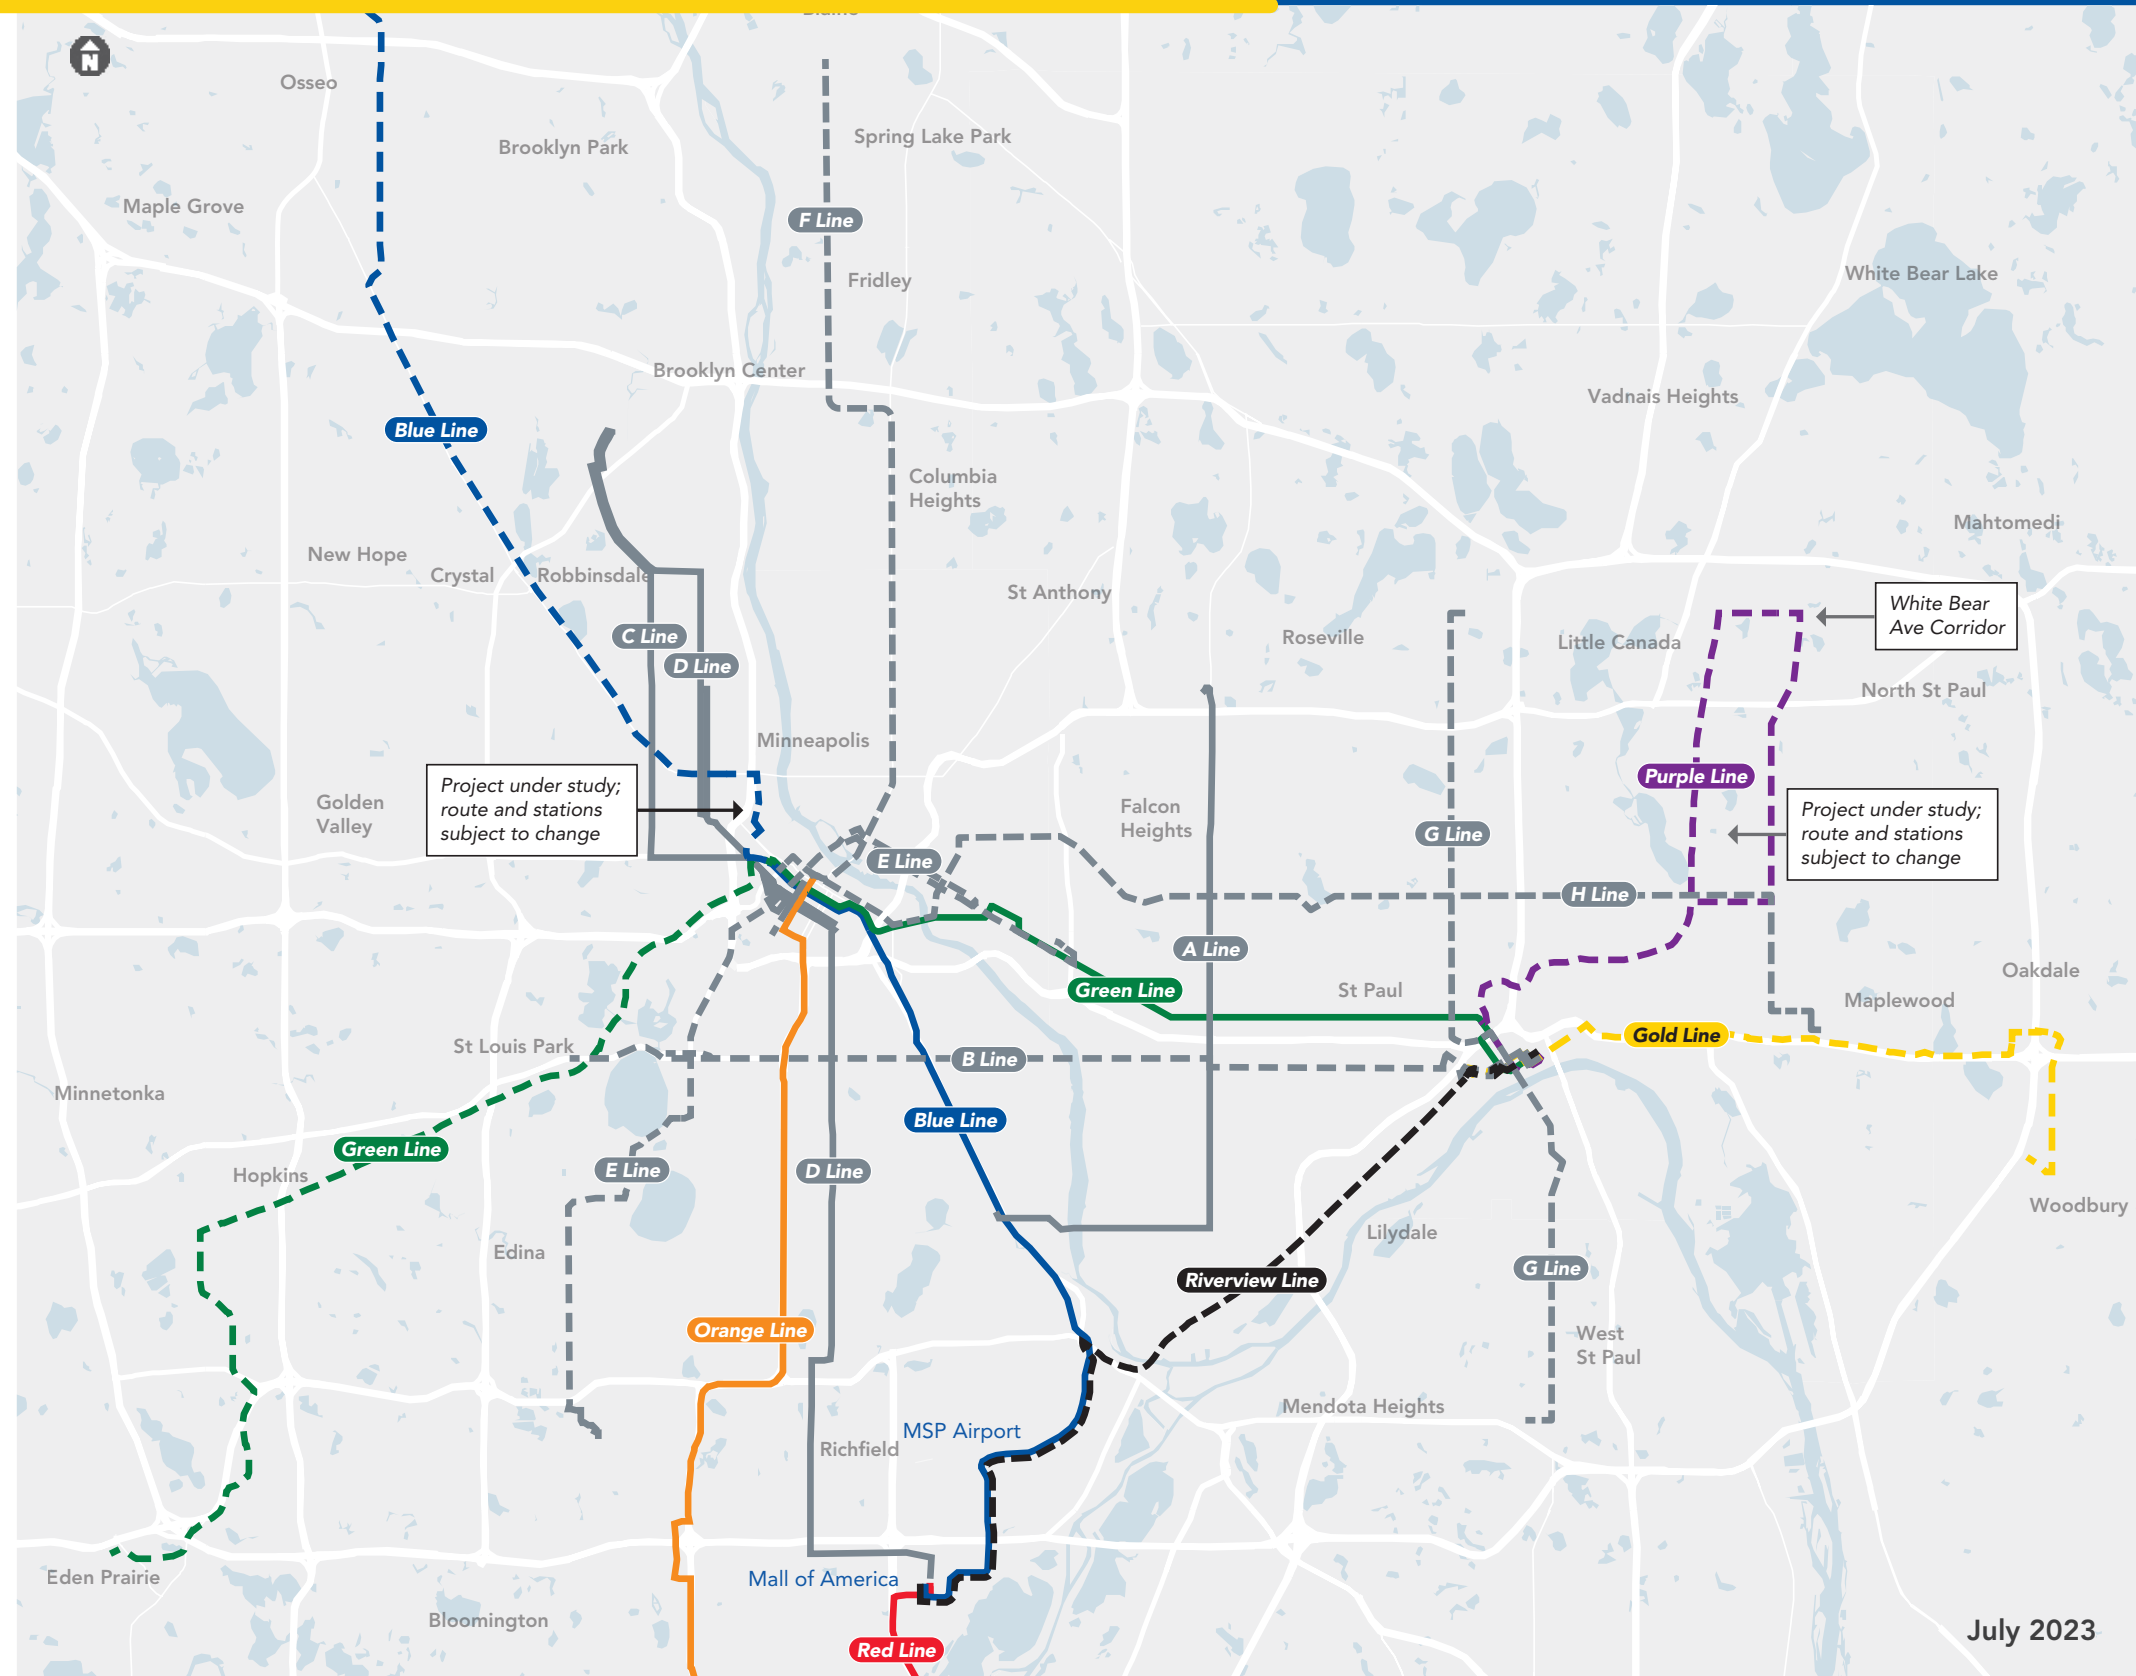 Blaine
N
Osseo
Brooklyn Park
Spring Lake Park
Maple Grove
F Line
Fridley
White Bear Lake
Brooklyn Center
Vadnais Heights
Blue Line
Columbia
Heights
Mahtomedi
New Hope
Crystal
Robbinsdale
St Anthony
White Bear
Ave Corridor
C Line
Roseville
Little Canada
D Line
North St Paul
Minneapolis
Purple Line
Project under study;
route and stations
subject to change
Golden
Valley
Falcon
Heights
G Line
Project under study;
route and stations
subject to change
E Line
H Line
A Line
Oakdale
Green Line
St Paul
Maplewood
Gold Line
St Louis Park
B Line
Minnetonka
Blue Line
Green Line
Hopkins
E Line
D Line
Woodbury
Lilydale
Edina
G Line
Riverview Line
Orange Line
West
St Paul
Mendota Heights
MSP Airport
Richfield
Mall of America
Eden Prairie
Bloomington
Red Line
July 2023